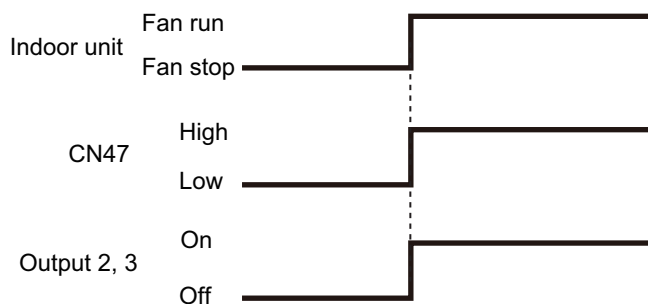 Fan run
Indoor unit
Fan stop
High
CN47
Low
On
Output 2, 3
Off